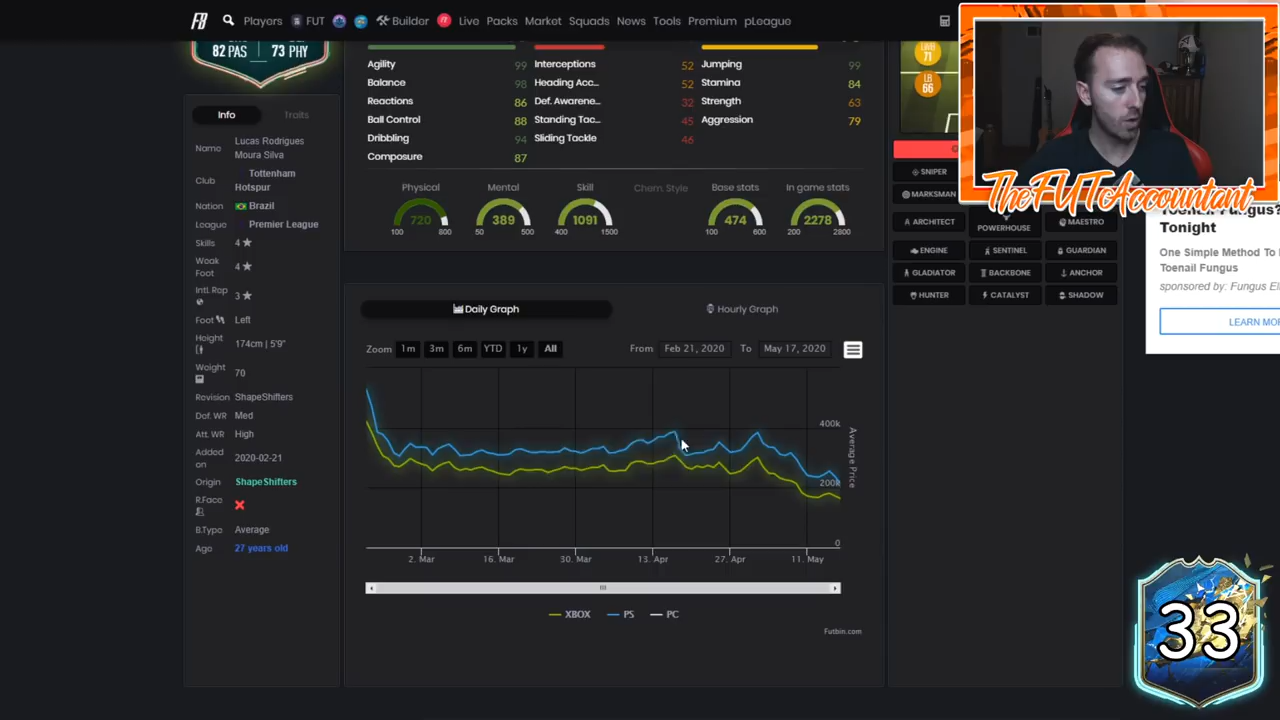 FB Players FUT Builder Live Packs Market Squads News Tools Premium pLeague
82 PAS 73 PHY
Agility 99 Interceptions 52 Jumping 99
Balance 98 Heading Acc... 52 Stamina 84
Reactions 86 Def. Awarene... 32 Strength 63
Ball Control 88 Standing Tac... 45 Aggression 79
Dribbling 94 Sliding Tackle 46
Composure 87
LWB
71
LB
66
Info Traits
Name Lucas Rodrigues Moura Silva
Club Tottenham Hotspur
Nation Brazil
League Premier League
Skills 4★
Weak Foot 4★
Intl.Rep 3★
Foot Left
Height 174cm | 5'9"
Weight 70
Revision ShapeShifters
Def. WR Med
Att. WR High
Added on 2020-02-21
Origin ShapeShifters
R.Face
B.Type Average
Age 27 years old
Physical Mental Skill Chem. Style Base stats In game stats
720 389 1091 474 2278
100 800 50 500 400 1500 100 600 200 2800
SNIPER
MARKSMAN
ARCHITECT POWERHOUSE MAESTRO
ENGINE SENTINEL GUARDIAN
GLADIATOR BACKBONE ANCHOR
HUNTER CATALYST SHADOW
Daily Graph Hourly Graph
Zoom 1m 3m 6m YTD 1y All From Feb 21, 2020 To May 17, 2020
400k
200k
0
Average Price
2. Mar 16. Mar 30. Mar 13. Apr 27. Apr 11. May
XBOX PS PC
Futbin.com
TheFUTAccountant
Toenail Fungus?
Tonight
One Simple Method To
Toenail Fungus
sponsored by: Fungus
LEARN
33